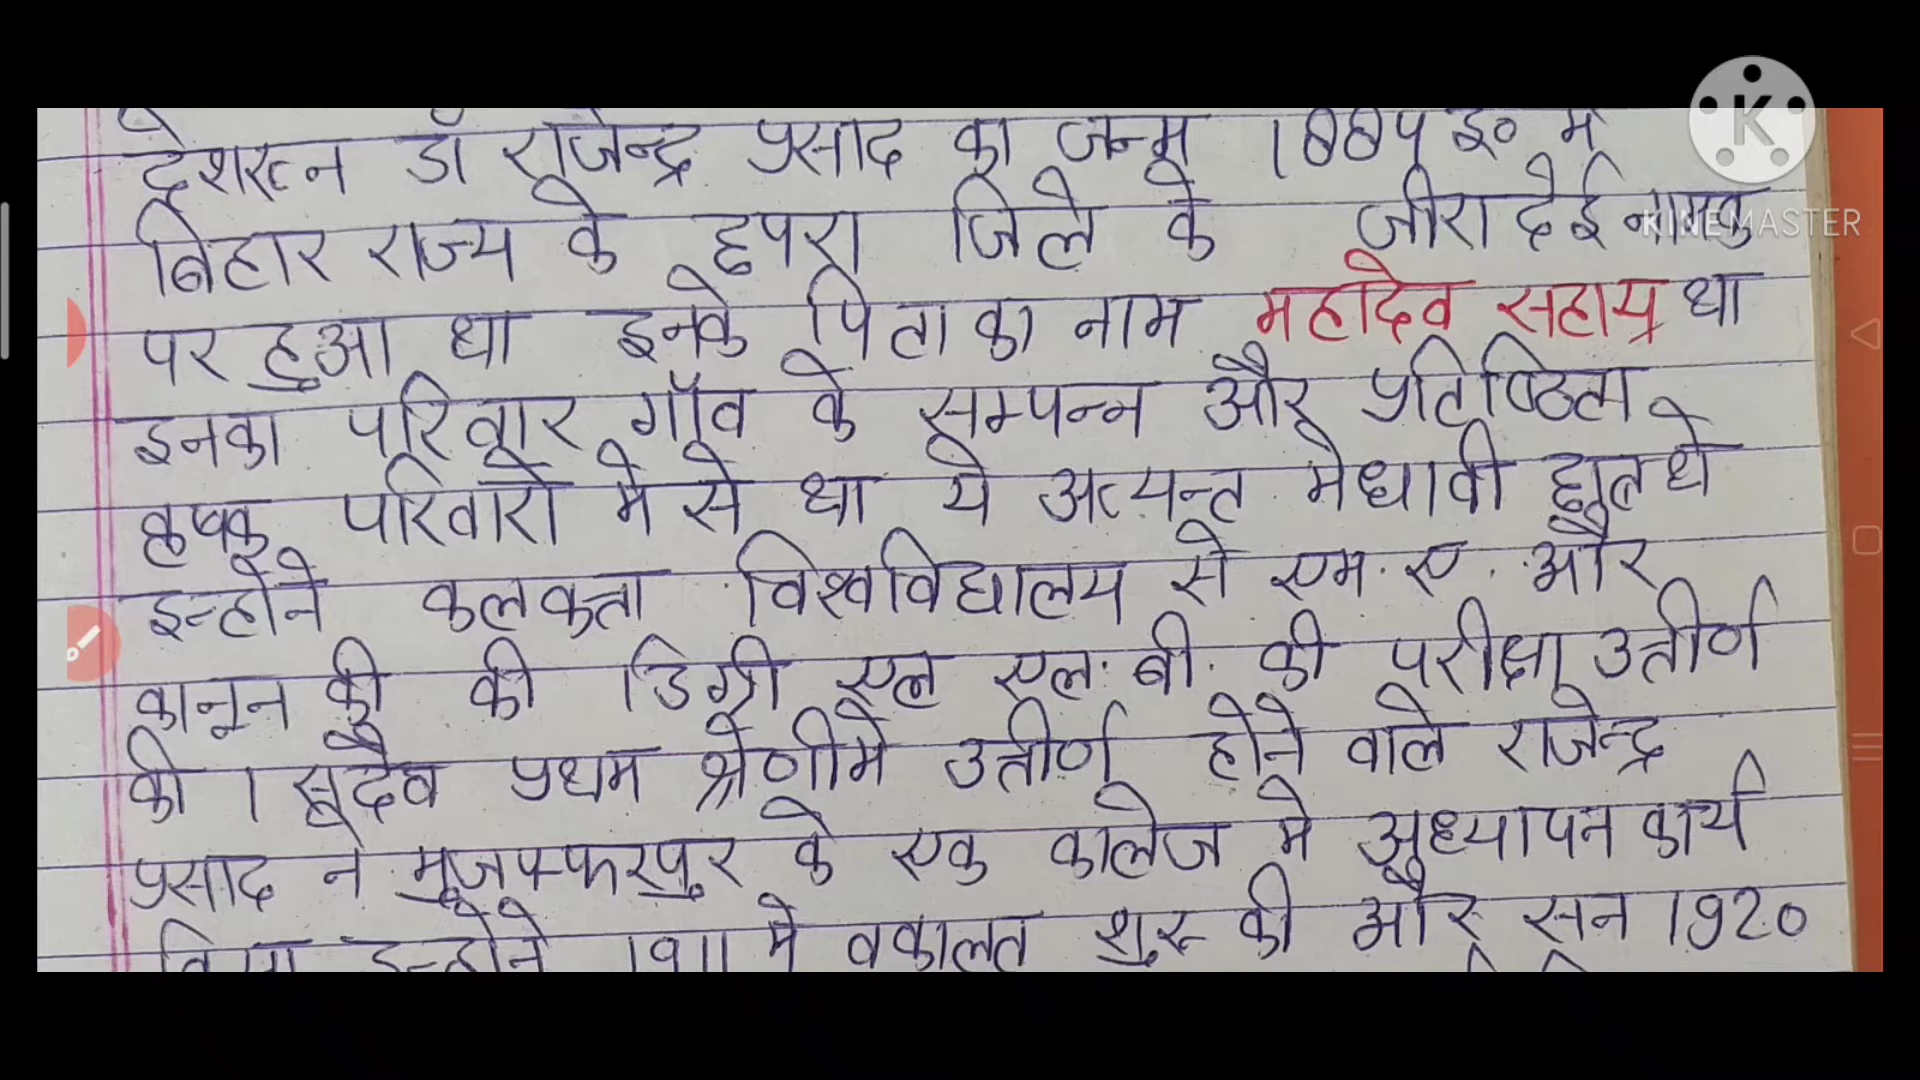 देशरत्न डॉ राजेन्द्र प्रसाद का जन्म 1884 ई० मे
बिहार राज्य के छपरा जिले के जीरादेई नामक
KINEMASTER
पर हुआ था इनके पिता का नाम महादेव सहाय था
इनका परिवार गॉव के सम्पन्न और प्रतिष्ठित
कृषक परिवारो मे से था ये अत्यन्त मेधावी छात्र थे
इन्होने कलकत्ता विश्वविद्यालय से एम. ए. और
कानून की की डिग्री एल एल. बी. की परीक्षा उत्तीर्ण
की । सदैव प्रथम श्रेणी मे उत्तीर्ण होने वाले राजेन्द्र
प्रसाद ने मुजफ्फरपुर के एक कालेज मे अध्यापन कार्य
किया इन्होने 1911 मे वकालत शुरु की और सन 1920